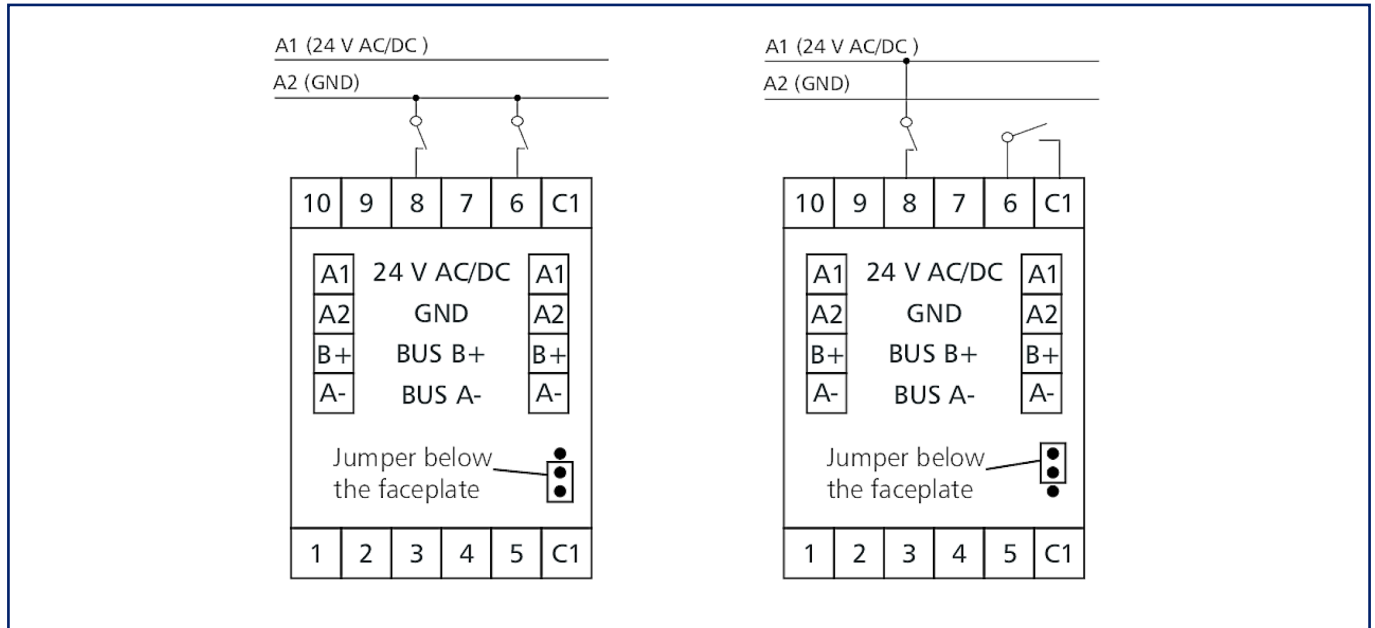 A1 (24 V AC/DC )
A2 (GND)
10 9 8 7 6 C1
A1 24 V AC/DC A1
A2 GND A2
B+ BUS B+ B+
A- BUS A- A-
Jumper below
the faceplate
1 2 3 4 5 C1
A1 (24 V AC/DC )
A2 (GND)
10 9 8 7 6 C1
A1 24 V AC/DC A1
A2 GND A2
B+ BUS B+ B+
A- BUS A- A-
Jumper below
the faceplate
1 2 3 4 5 C1